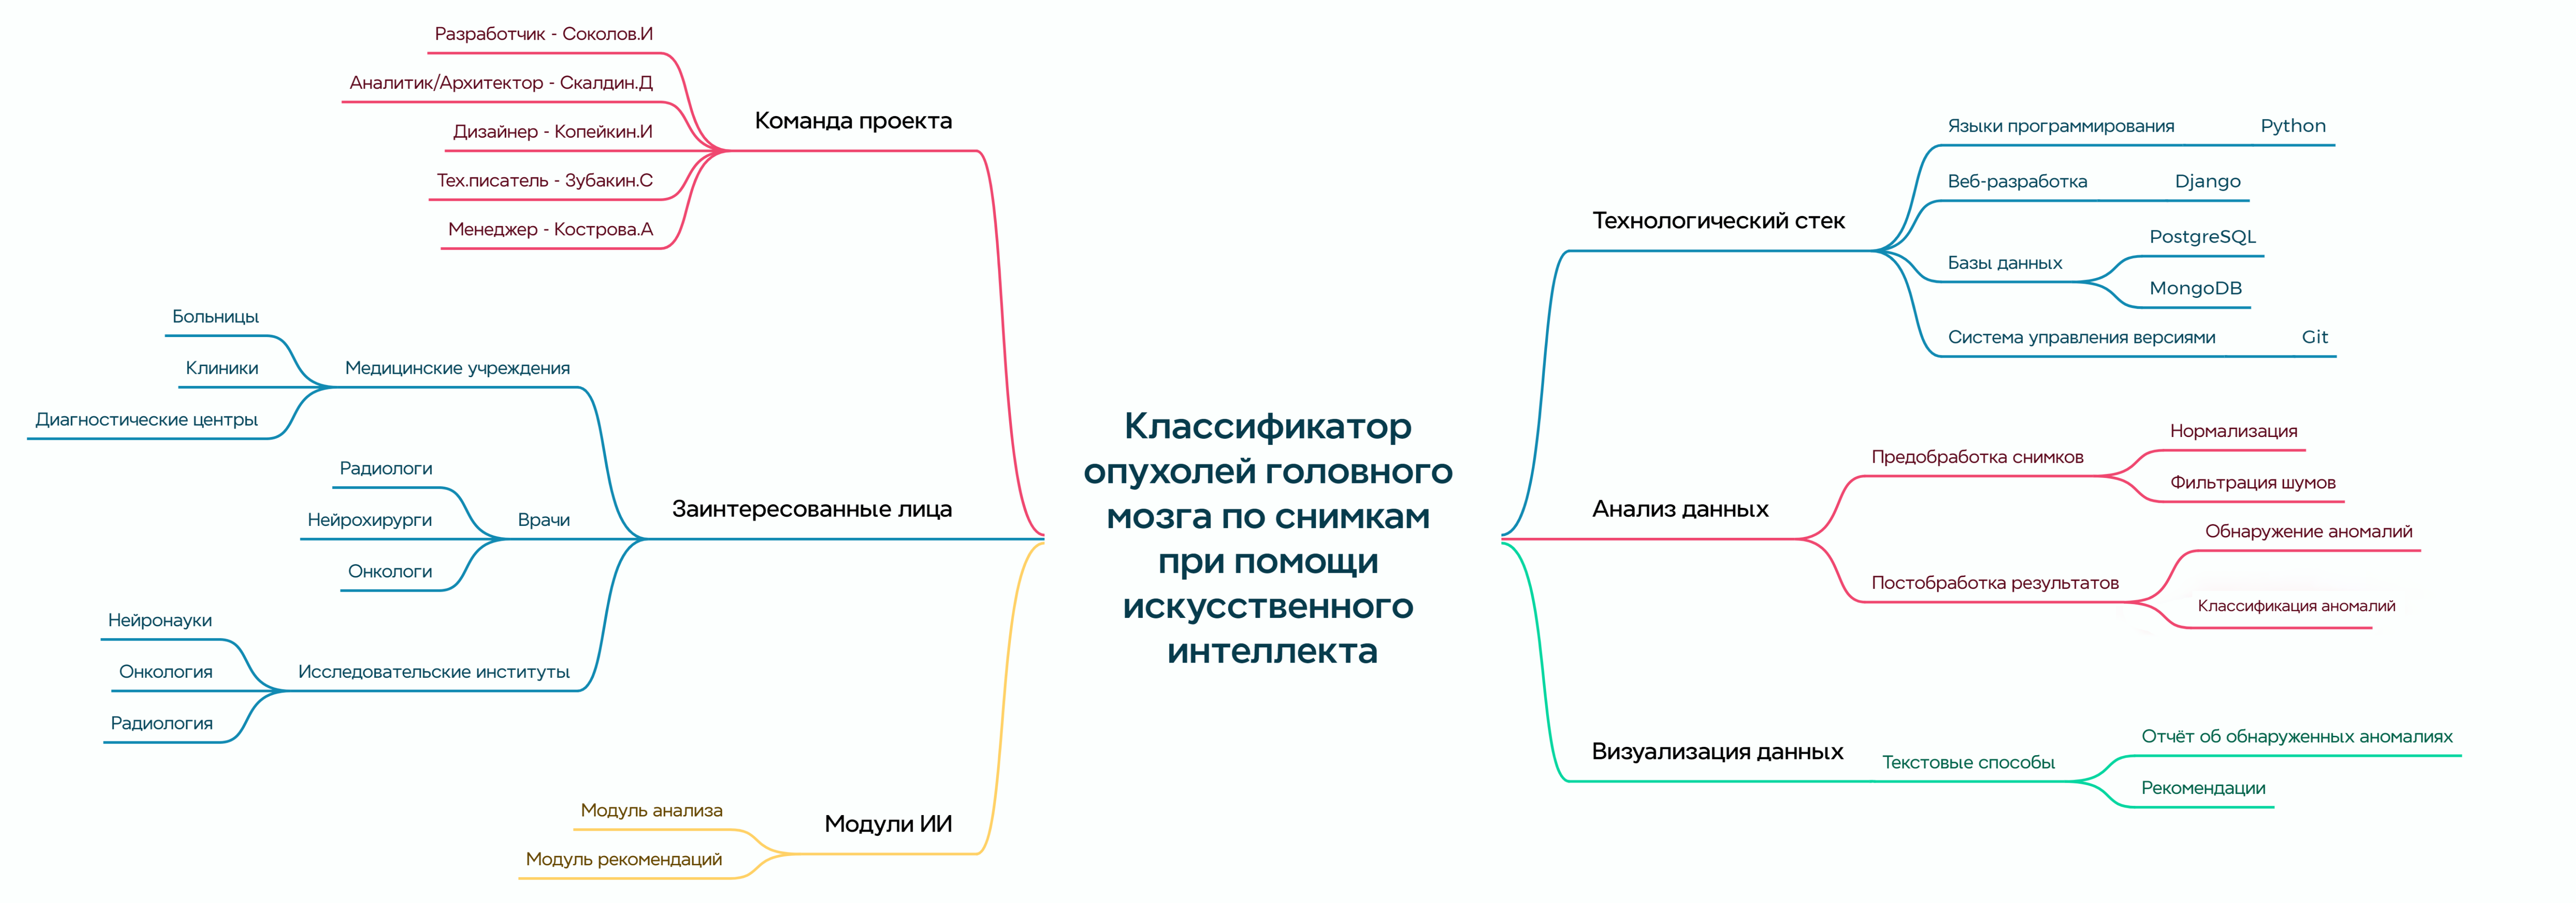 Классификатор
опухолей головного
мозга по снимкам
при помощи
искусственного
интеллекта
Команда проекта
Разработчик - Соколов.И
Аналитик/Архитектор - Скалдин.Д
Дизайнер - Копейкин.И
Тех.писатель - Зубакин.С
Менеджер - Кострова.А
Заинтересованные лица
Медицинские учреждения
Больницы
Клиники
Диагностические центры
Врачи
Радиологи
Нейрохирурги
Онкологи
Исследовательские институты
Нейронауки
Онкология
Радиология
Модули ИИ
Модуль анализа
Модуль рекомендаций
Технологический стек
Языки программирования
Python
Веб-разработка
Django
Базы данных
PostgreSQL
MongoDB
Система управления версиями
Git
Анализ данных
Предобработка снимков
Нормализация
Фильтрация шумов
Постобработка результатов
Обнаружение аномалий
Классификация аномалий
Визуализация данных
Текстовые способы
Отчёт об обнаруженных аномалиях
Рекомендации